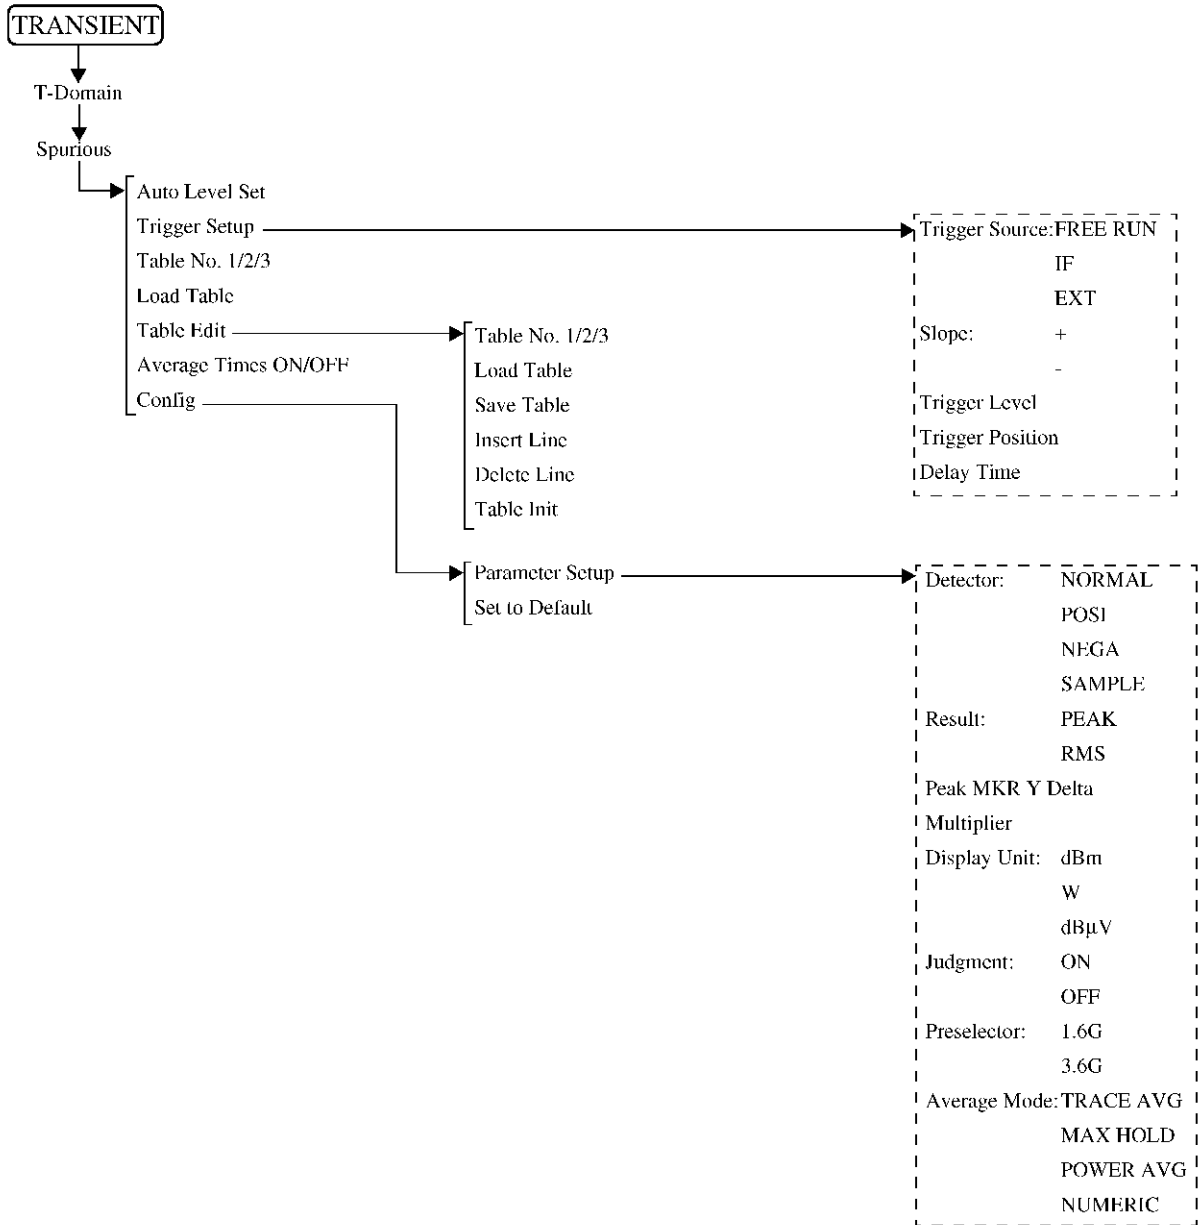 TRANSIENT
T-Domain
Spurious
Auto Level Set
Trigger Setup
Table No. 1/2/3
Load Table
Table Edit
Average Times ON/OFF
Config
Table No. 1/2/3
Load Table
Save Table
Insert Line
Delete Line
Table Init
Parameter Setup
Set to Default
Trigger Source: FREE RUN
IF
EXT
Slope: +
-
Trigger Level
Trigger Position
Delay Time
Detector: NORMAL
POSI
NEGA
SAMPLE
Result: PEAK
RMS
Peak MKR Y Delta
Multiplier
Display Unit: dBm
W
dBμV
Judgment: ON
OFF
Preselector: 1.6G
3.6G
Average Mode: TRACE AVG
MAX HOLD
POWER AVG
NUMERIC